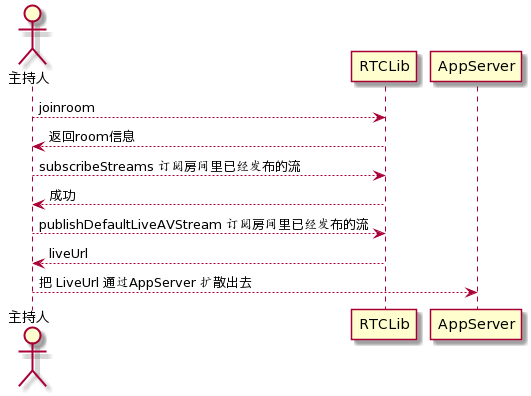 主持人
RTCLib
AppServer
joinroom
返回room信息
subscribeStreams 订阅房间里已经发布的流
成功
publishDefaultLiveAVStream 订阅房间里已经发布的流
liveUrl
把 LiveUrl 通过AppServer 扩散出去
主持人
RTCLib
AppServer